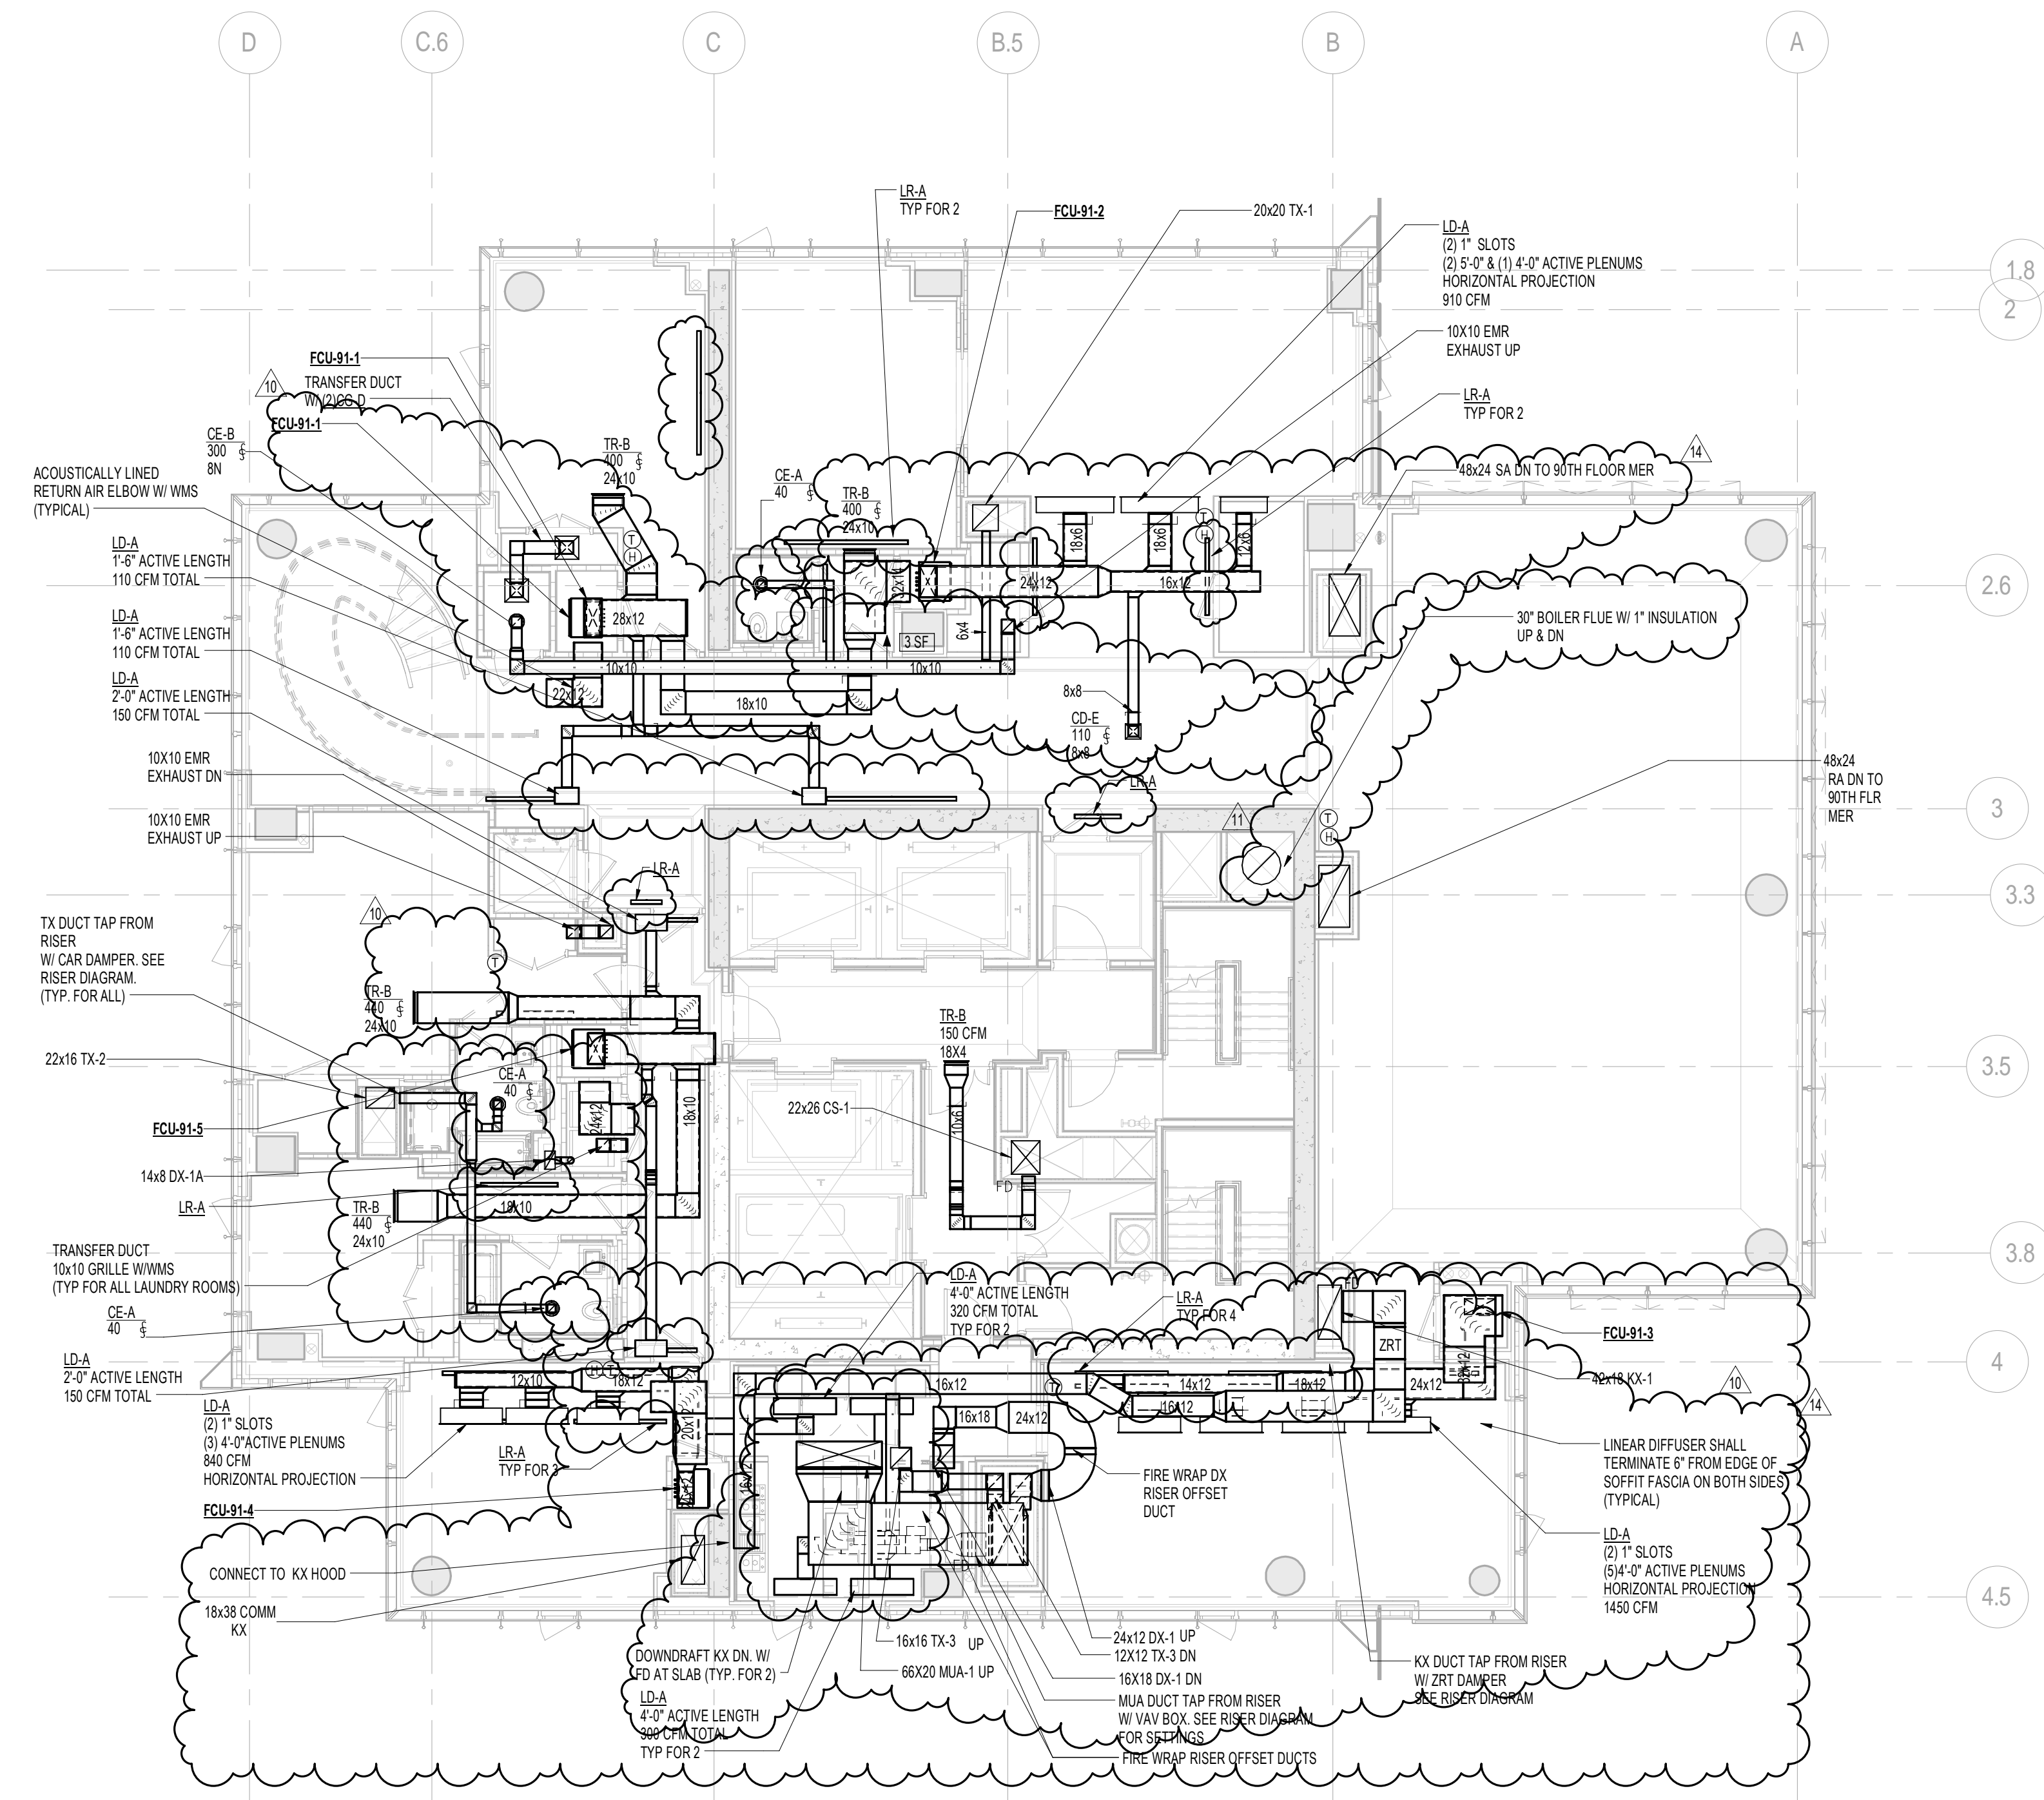 D
C.6
C
B.5
B
A
1.8
2
2.6
3
3.3
3.5
3.8
4
4.5
LR-A
TYP FOR 2
FCU-91-2
20x20 TX-1
LD-A
(2) 1" SLOTS
(2) 5'-0" & (1) 4'-0" ACTIVE PLENUMS
HORIZONTAL PROJECTION
910 CFM
10X10 EMR
EXHAUST UP
LR-A
TYP FOR 2
FCU-91-1
10
TRANSFER DUCT
W/ (2)CG-D
FCU-91-1
CE-B
300
8N
TR-B
400
24x10
CE-A
40
TR-B
400
24x10
14
48x24 SA DN TO 90TH FLOOR MER
ACOUSTICALLY LINED
RETURN AIR ELBOW W/ WMS
(TYPICAL)
LD-A
1'-6" ACTIVE LENGTH
110 CFM TOTAL
LD-A
1'-6" ACTIVE LENGTH
110 CFM TOTAL
LD-A
2'-0" ACTIVE LENGTH
150 CFM TOTAL
T
H
T
H
18x6
18x6
12x6
24x12
16x12
28x12
3 SF
6x4
10x10
10x10
22x12
18x10
8x8
CD-E
110
8x8
30" BOILER FLUE W/ 1" INSULATION
UP & DN
10X10 EMR
EXHAUST DN
10X10 EMR
EXHAUST UP
LR-A
LR-A
11
T
H
48x24
RA DN TO
90TH FLR
MER
TX DUCT TAP FROM
RISER
W/ CAR DAMPER. SEE
RISER DIAGRAM.
(TYP. FOR ALL)
10
T
TR-B
440
24x10
22x16 TX-2
CE-A
40
FCU-91-5
24x12
18x10
14x8 DX-1A
LR-A
TR-B
440
24x10
18x10
TR-B
150 CFM
18X4
10x6
22x26 CS-1
FD
TRANSFER DUCT
10x10 GRILLE W/WMS
(TYP FOR ALL LAUNDRY ROOMS)
CE-A
40
LD-A
2'-0" ACTIVE LENGTH
150 CFM TOTAL
LD-A
4'-0" ACTIVE LENGTH
320 CFM TOTAL
TYP FOR 2
LR-A
TYP FOR 4
FD
ZRT
FCU-91-3
42x18 KX-1
10
14
H
T
12x10
18x12
16x12
T
14x12
18x12
24x12
16x12
16x18
24x12
20x12
16x12
LD-A
(2) 1" SLOTS
(3) 4'-0"ACTIVE PLENUMS
840 CFM
HORIZONTAL PROJECTION
LR-A
TYP FOR 3
FCU-91-4
FIRE WRAP DX
RISER OFFSET
DUCT
LINEAR DIFFUSER SHALL
TERMINATE 6" FROM EDGE OF
SOFFIT FASCIA ON BOTH SIDES
(TYPICAL)
LD-A
(2) 1" SLOTS
(5)4'-0" ACTIVE PLENUMS
HORIZONTAL PROJECTION
1450 CFM
FD
CONNECT TO KX HOOD
18x38 COMM
KX
DOWNDRAFT KX DN. W/
FD AT SLAB (TYP. FOR 2)
LD-A
4'-0" ACTIVE LENGTH
300 CFM TOTAL
TYP FOR 2
16x16 TX-3 UP
66X20 MUA-1 UP
24x12 DX-1 UP
12X12 TX-3 DN
16X18 DX-1 DN
MUA DUCT TAP FROM RISER
W/ VAV BOX. SEE RISER DIAGRAM
FOR SETTINGS
FIRE WRAP RISER OFFSET DUCTS
KX DUCT TAP FROM RISER
W/ ZRT DAMPER
SEE RISER DIAGRAM